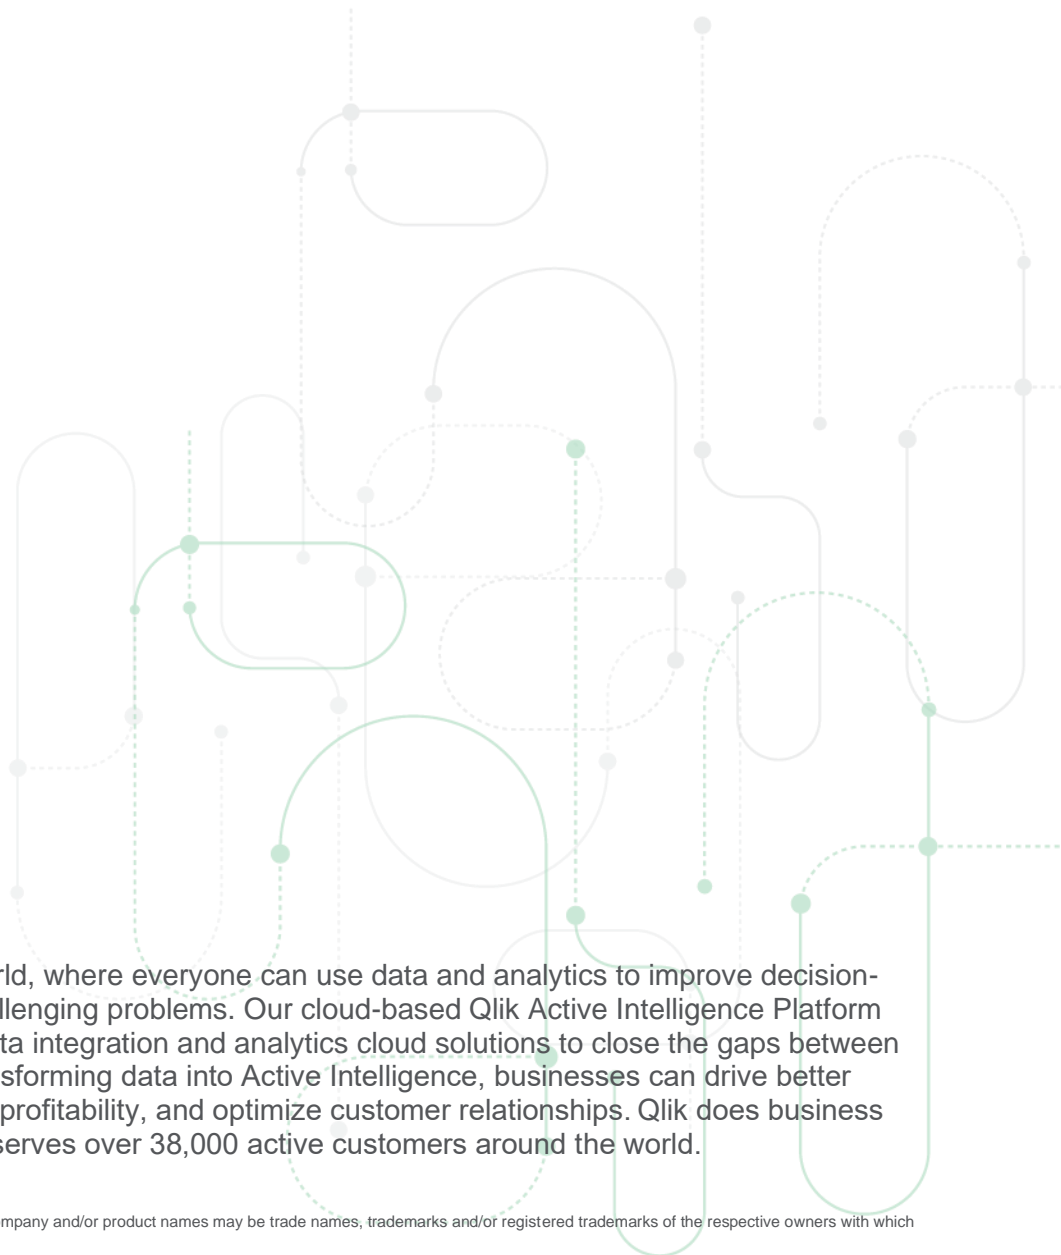 rld, where everyone can use data and analytics to improve decision-
llenging problems. Our cloud-based Qlik Active Intelligence Platform
ta integration and analytics cloud solutions to close the gaps between
sforming data into Active Intelligence, businesses can drive better
profitability, and optimize customer relationships. Qlik does business
serves over 38,000 active customers around the world.
mpany and/or product names may be trade names, trademarks and/or registered trademarks of the respective owners with which